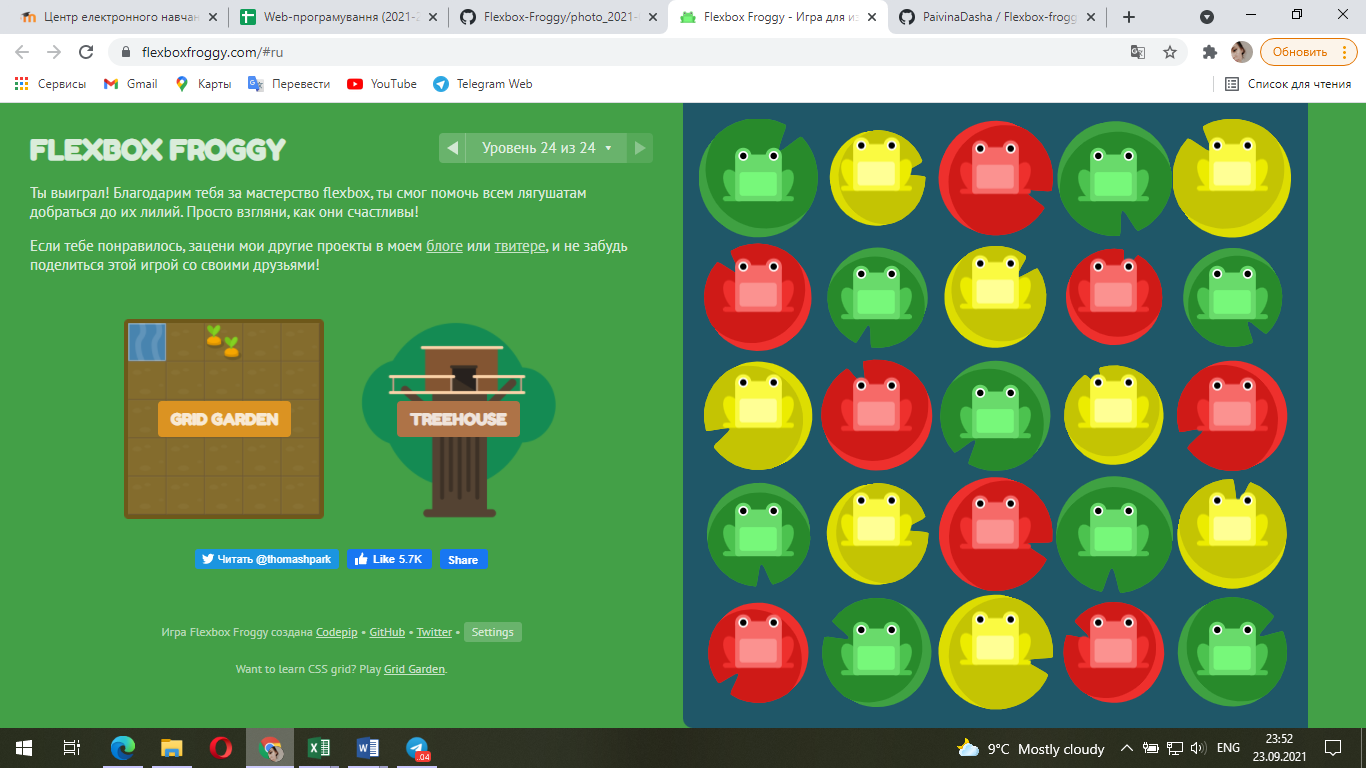 Центр електронного навчан
Web-програмування (2021-2
Flexbox-Froggy/photo_2021-
Flexbox Froggy - Игра для из
PaivinaDasha / Flexbox-frogg
flexboxfroggy.com/#ru
Обновить
Сервисы
Gmail
Карты
Перевести
YouTube
Telegram Web
Список для чтения
FLEXBOX FROGGY
Уровень 24 из 24
Ты выиграл! Благодарим тебя за мастерство flexbox, ты смог помочь всем лягушатам
добраться до их лилий. Просто взгляни, как они счастливы!
Если тебе понравилось, зацени мои другие проекты в моем блоге или твитере, и не забудь
поделиться этой игрой со своими друзьями!
GRID GARDEN
TREEHOUSE
Читать @thomashpark
Like 5.7K
Share
Игра Flexbox Froggy создана Codepip • GitHub • Twitter • Settings
Want to learn CSS grid? Play Grid Garden.
.04
9°C Mostly cloudy
ENG
23:52
23.09.2021